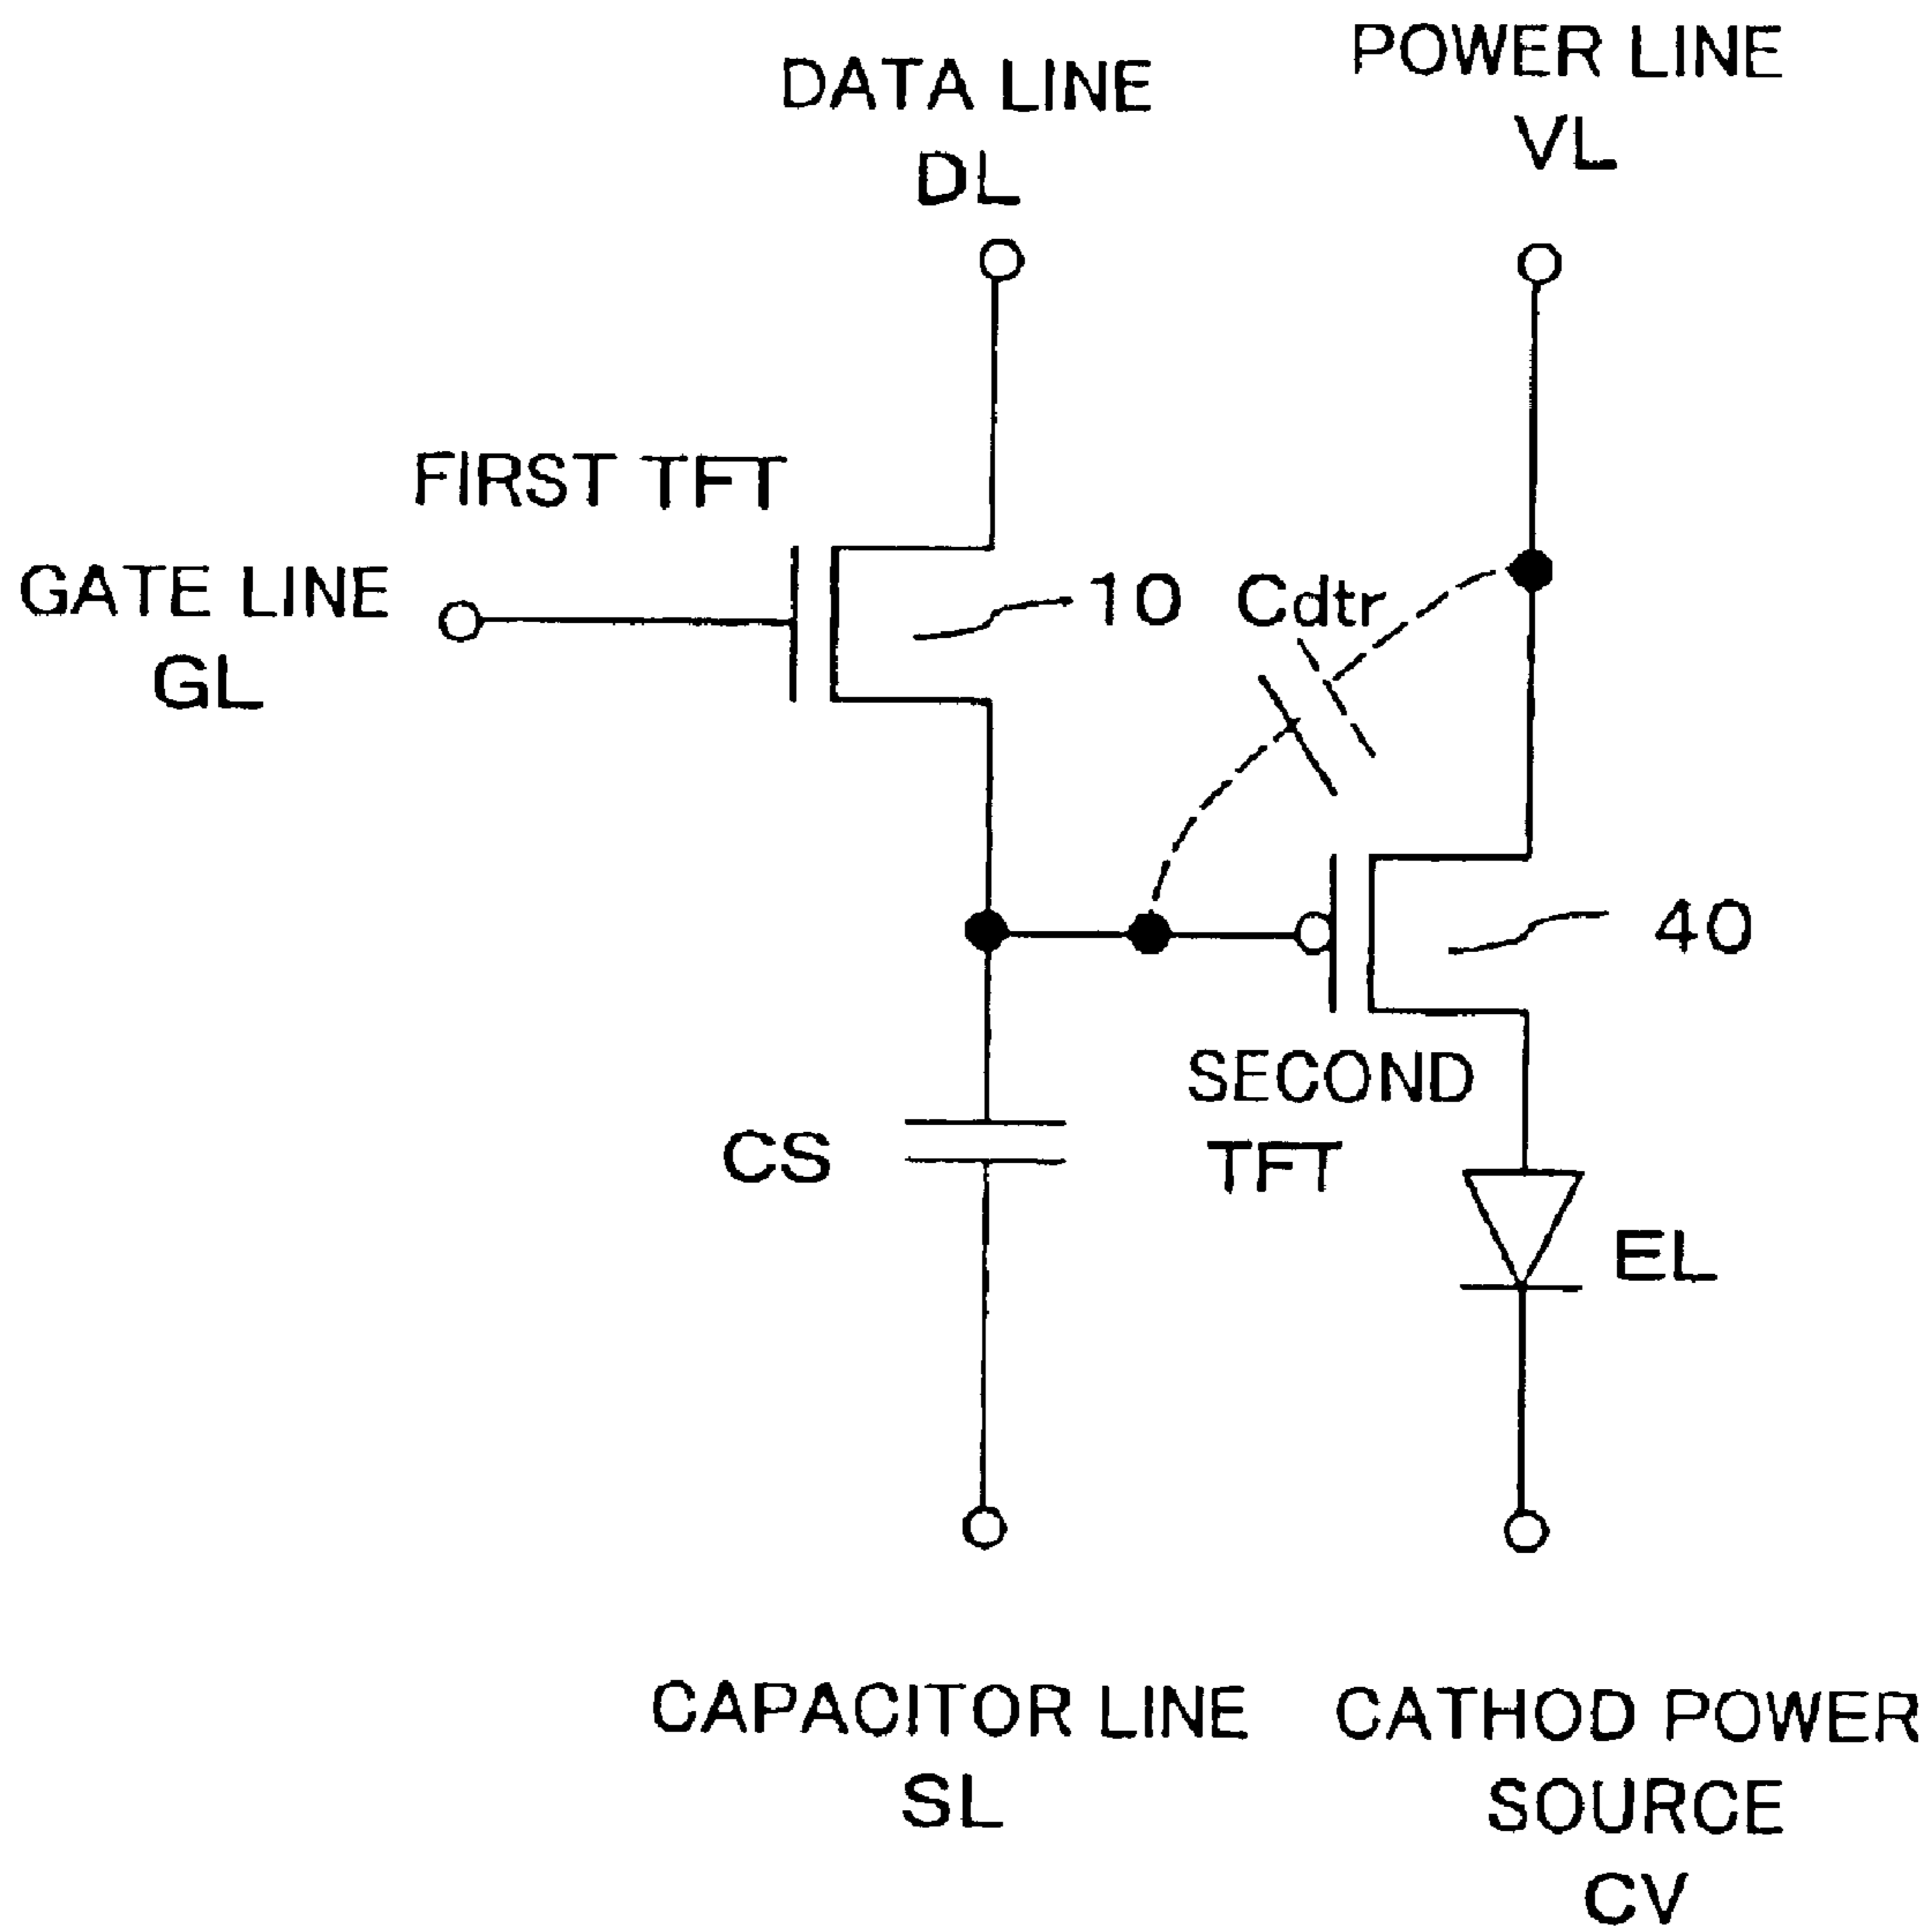 POWER LINE
VL
DATA LINE
DL
FIRST TFT
GATE LINE
GL
10
Cdtr
40
SECOND
TFT
CS
EL
CAPACITOR LINE
SL
CATHOD POWER
SOURCE
CV